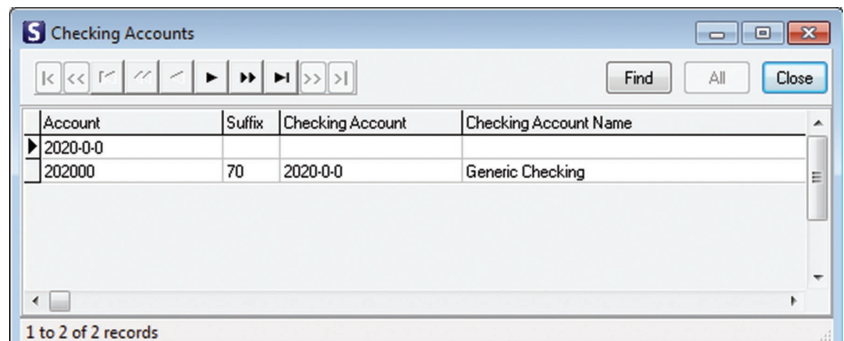 S Checking Accounts
|< << >> >| Find All Close
Account Suffix Checking Account Checking Account Name
2020-0-0
202000 70 2020-0-0 Generic Checking
1 to 2 of 2 records